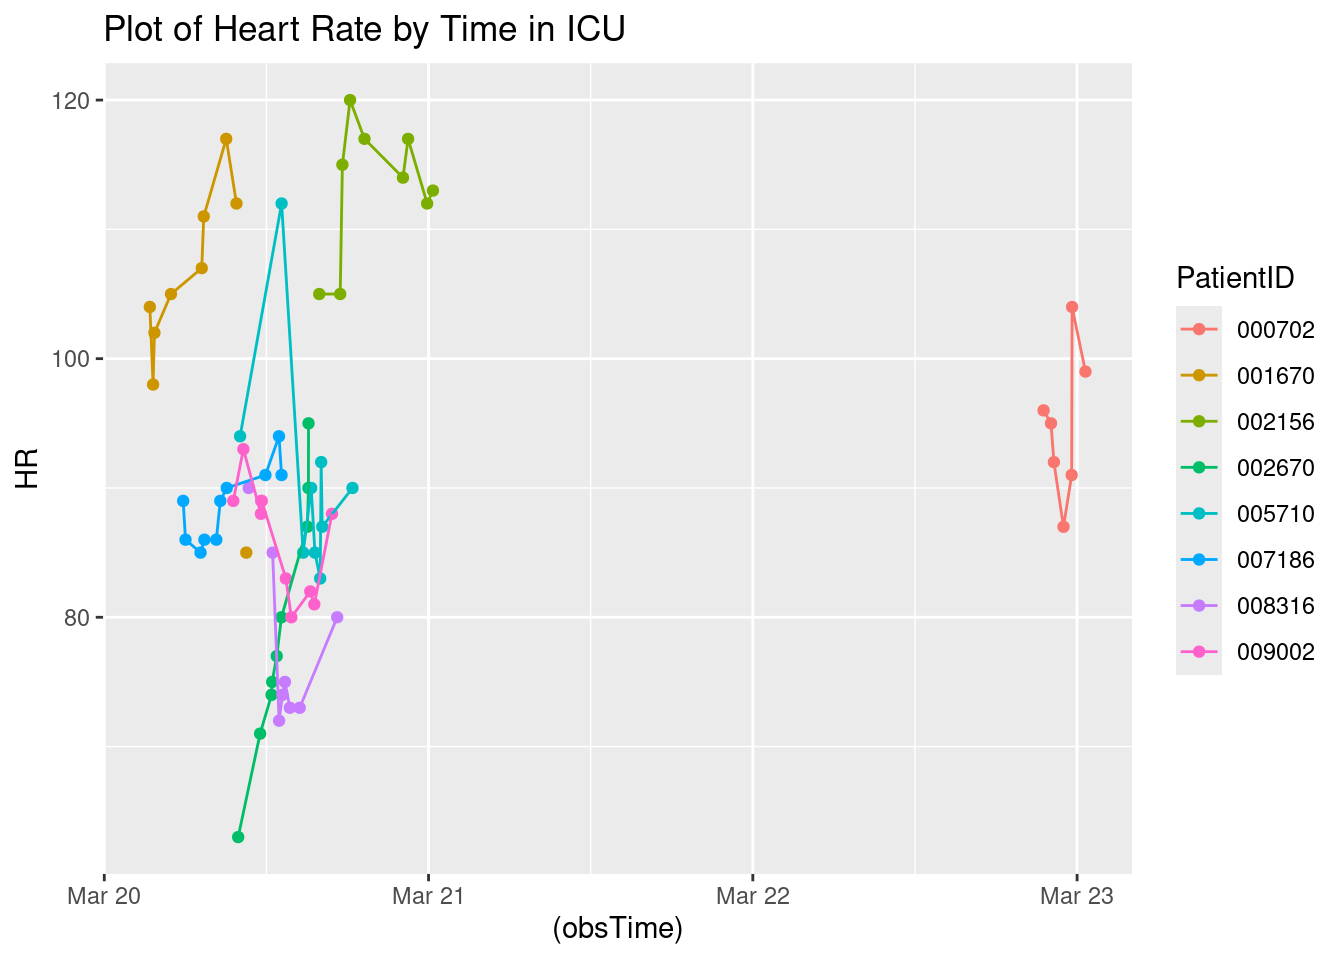 Plot of Heart Rate by Time in ICU
120
100
80
HR
Mar 20
Mar 21
Mar 22
Mar 23
(obsTime)
PatientID
000702
001670
002156
002670
005710
007186
008316
009002